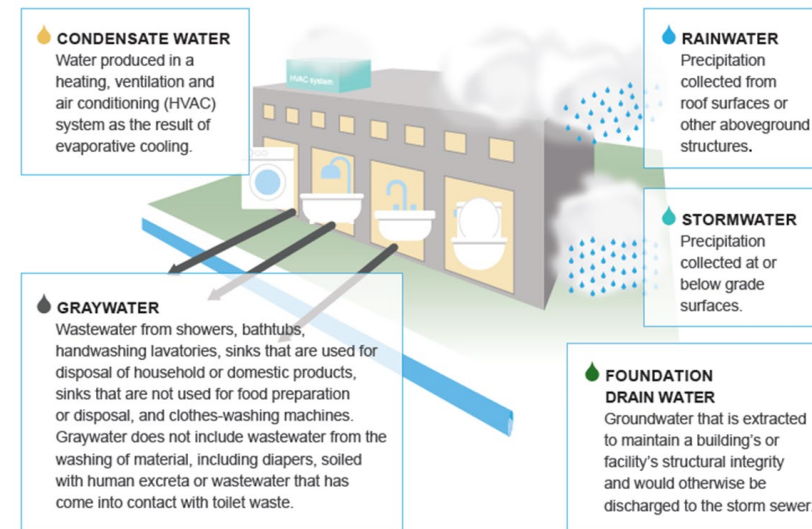 CONDENSATE WATER
Water produced in a
heating, ventilation and
air conditioning (HVAC)
system as the result of
evaporative cooling.
HVAC system
RAINWATER
Precipitation
collected from
roof surfaces or
other aboveground
structures.
STORMWATER
Precipitation
collected at or
below grade
surfaces.
GRAYWATER
Wastewater from showers, bathtubs,
handwashing lavatories, sinks that are used for
disposal of household or domestic products,
sinks that are not used for food preparation
or disposal, and clothes-washing machines.
Graywater does not include wastewater from the
washing of material, including diapers, soiled
with human excreta or wastewater that has
come into contact with toilet waste.
FOUNDATION
DRAIN WATER
Groundwater that is extracted
to maintain a building’s or
facility’s structural integrity
and would otherwise be
discharged to the storm sewer